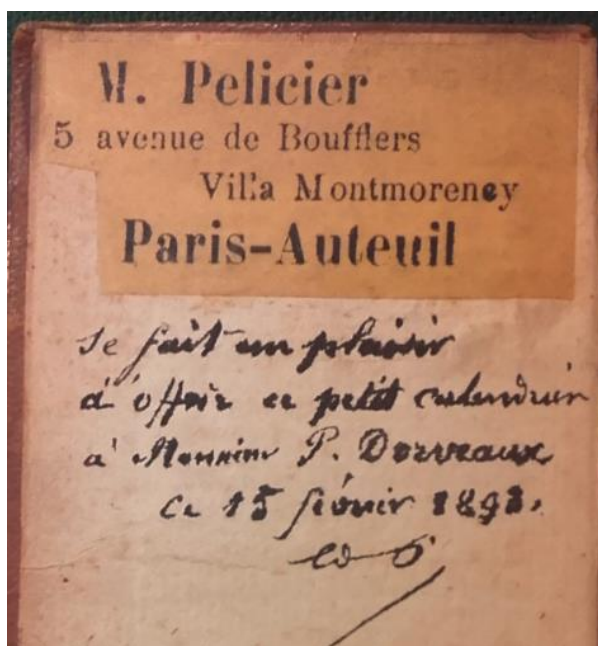 M. Pelicier
5 avenue de Boufflers
Villa Montmorency
Paris-Auteuil
se fait un plaisir
d'offrir ce petit calendrier
à Monsieur P. Dorveaux
Ce 15 février 1893.